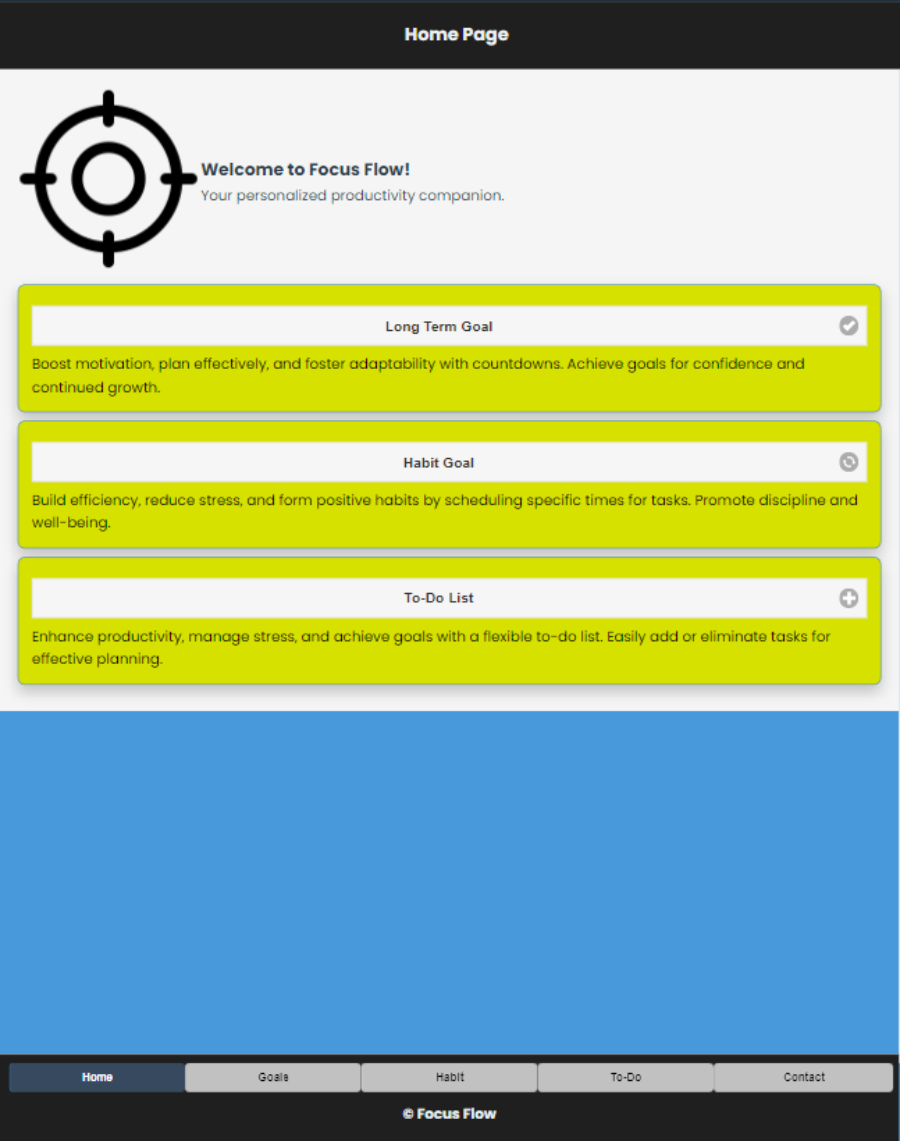 Home Page
Welcome to Focus Flow!
Your personalized productivity companion.
Long Term Goal
Boost motivation, plan effectively, and foster adaptability with countdowns. Achieve goals for confidence and
continued growth.
Habit Goal
Build efficiency, reduce stress, and form positive habits by scheduling specific times for tasks. Promote discipline and
well-being.
To-Do List
Enhance productivity, manage stress, and achieve goals with a flexible to-do list. Easily add or eliminate tasks for
effective planning.
Home Goals Habit To-Do Contact
© Focus Flow